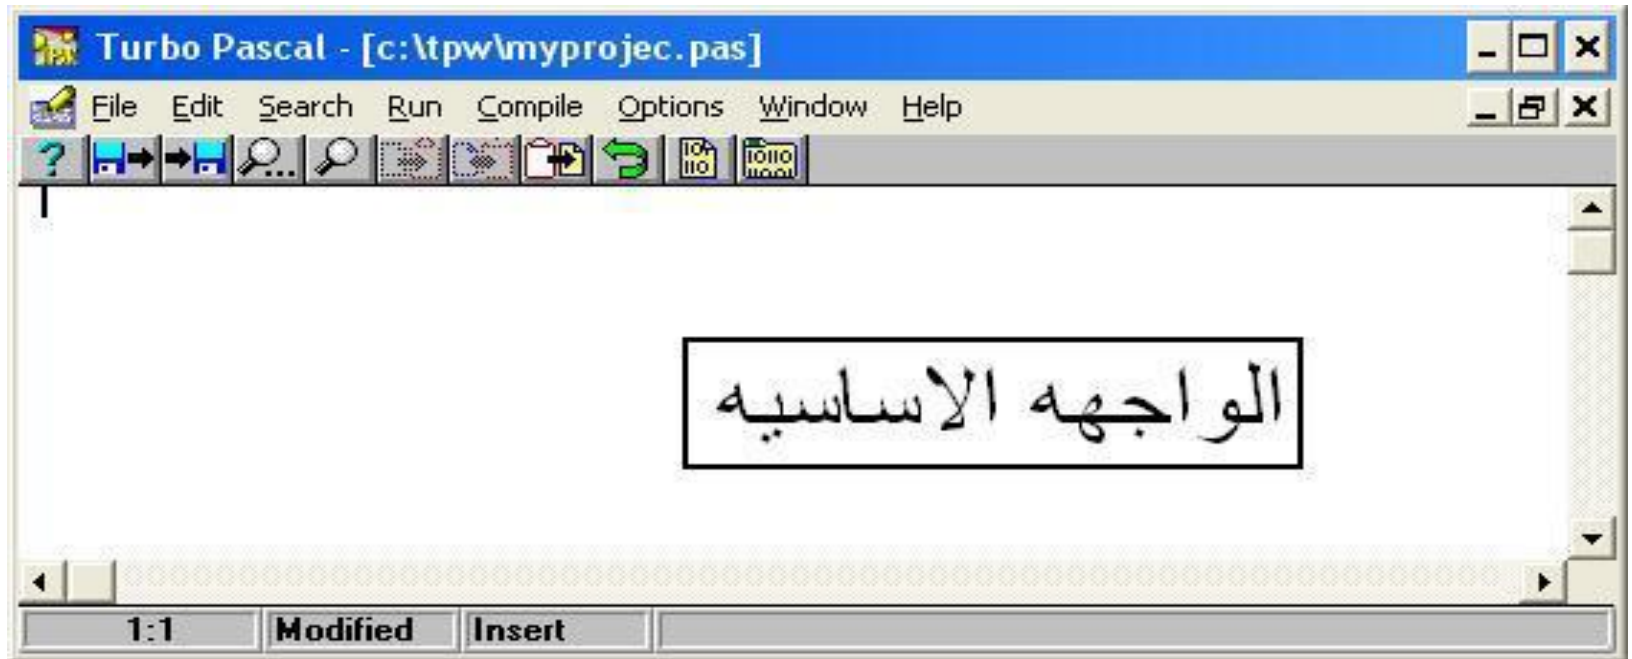 Turbo Pascal - [c:\tpw\myprojec.pas]
File Edit Search Run Compile Options Window Help
الواجهه الاساسيه
1:1 Modified Insert